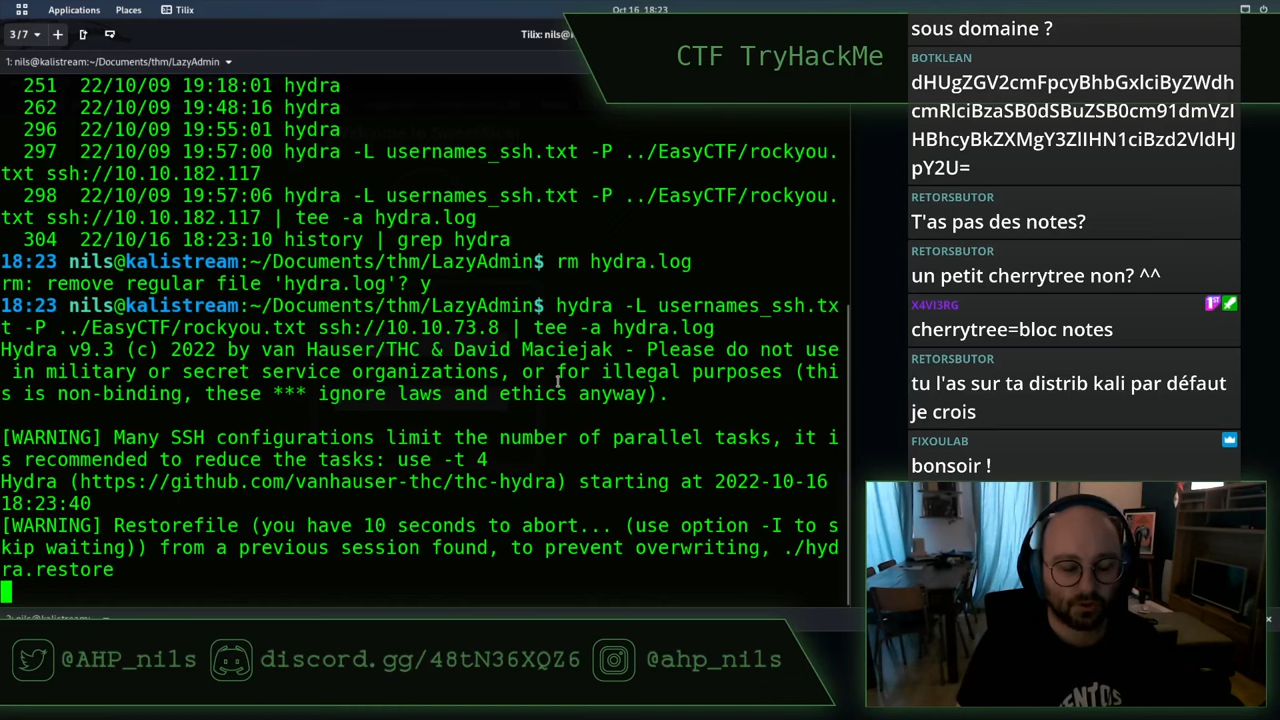 Applications Places Tilix
Oct 16, 18:23
3/7
Tilix: nils@
1: nils@kalistream:~/Documents/thm/LazyAdmin
251  22/10/09 19:18:01 hydra
262  22/10/09 19:48:16 hydra
296  22/10/09 19:55:01 hydra
297  22/10/09 19:57:00 hydra -L usernames_ssh.txt -P ../EasyCTF/rockyou.
txt ssh://10.10.182.117
298  22/10/09 19:57:06 hydra -L usernames_ssh.txt -P ../EasyCTF/rockyou.
txt ssh://10.10.182.117 | tee -a hydra.log
304  22/10/16 18:23:10 history | grep hydra
18:23 nils@kalistream:~/Documents/thm/LazyAdmin$ rm hydra.log
rm: remove regular file 'hydra.log'? y
18:23 nils@kalistream:~/Documents/thm/LazyAdmin$ hydra -L usernames_ssh.tx
t -P ../EasyCTF/rockyou.txt ssh://10.10.73.8 | tee -a hydra.log
Hydra v9.3 (c) 2022 by van Hauser/THC & David Maciejak - Please do not use
in military or secret service organizations, or for illegal purposes (thi
s is non-binding, these *** ignore laws and ethics anyway).
[WARNING] Many SSH configurations limit the number of parallel tasks, it i
s recommended to reduce the tasks: use -t 4
Hydra (https://github.com/vanhauser-thc/thc-hydra) starting at 2022-10-16
18:23:40
[WARNING] Restorefile (you have 10 seconds to abort... (use option -I to s
kip waiting)) from a previous session found, to prevent overwriting, ./hyd
ra.restore
CTF TryHackMe
sous domaine ?
BOTKLEAN
dHUgZGV2cmFpcyBhbGxlciByZWdh
cmRlciBzaSB0dSBuZSB0cm91dmVzI
HBhcyBkZXMgY3ZlIHN1ciBzd2VldHJ
pY2U=
RETORSBUTOR
T'as pas des notes?
RETORSBUTOR
un petit cherrytree non? ^^
X4VI3RG
cherrytree=bloc notes
RETORSBUTOR
tu l'as sur ta distrib kali par défaut
je crois
FIXOULAB
bonsoir !
@AHP_nils
discord.gg/48tN36XQZ6
@ahp_nils